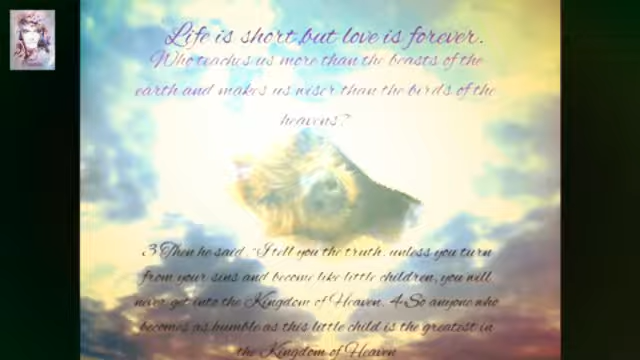 Life is short,but love is forever.
Who teaches us more than the beasts of the
earth and makes us wiser than the birds of the
heavens?"
3 Then he said, "I tell you the truth, unless you turn
from your sins and become like little children, you will
never get into the Kingdom of Heaven. 4 So anyone who
becomes as humble as this little child is the greatest in
the Kingdom of Heaven